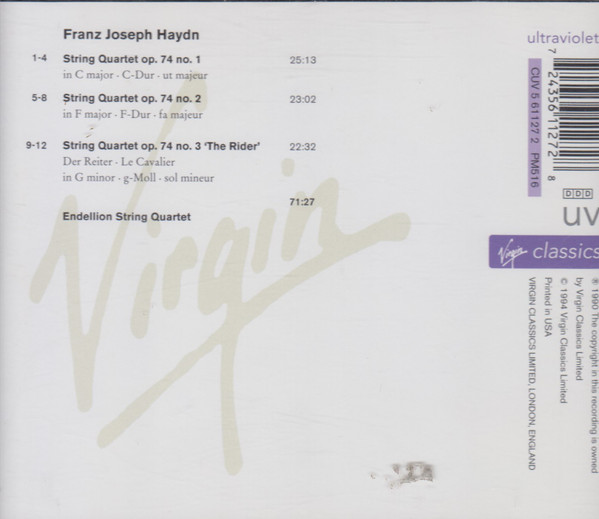 Franz Joseph Haydn
1-4 String Quartet op. 74 no. 1 25:13
in C major · C-Dur · ut majeur
5-8 String Quartet op. 74 no. 2 23:02
in F major · F-Dur · fa majeur
9-12 String Quartet op. 74 no. 3 ‘The Rider’ 22:32
Der Reiter · Le Cavalier
in G minor · g-Moll · sol mineur
71:27
Endellion String Quartet
Virgin
ultraviolet
7 24356 11272 8
CUV 5 61127 2 PM516
DDD
uv
Virgin classics
℗ 1990 The copyright in this recording is owned
by Virgin Classics Limited
© 1994 Virgin Classics Limited
Printed in USA
VIRGIN CLASSICS LIMITED, LONDON, ENGLAND